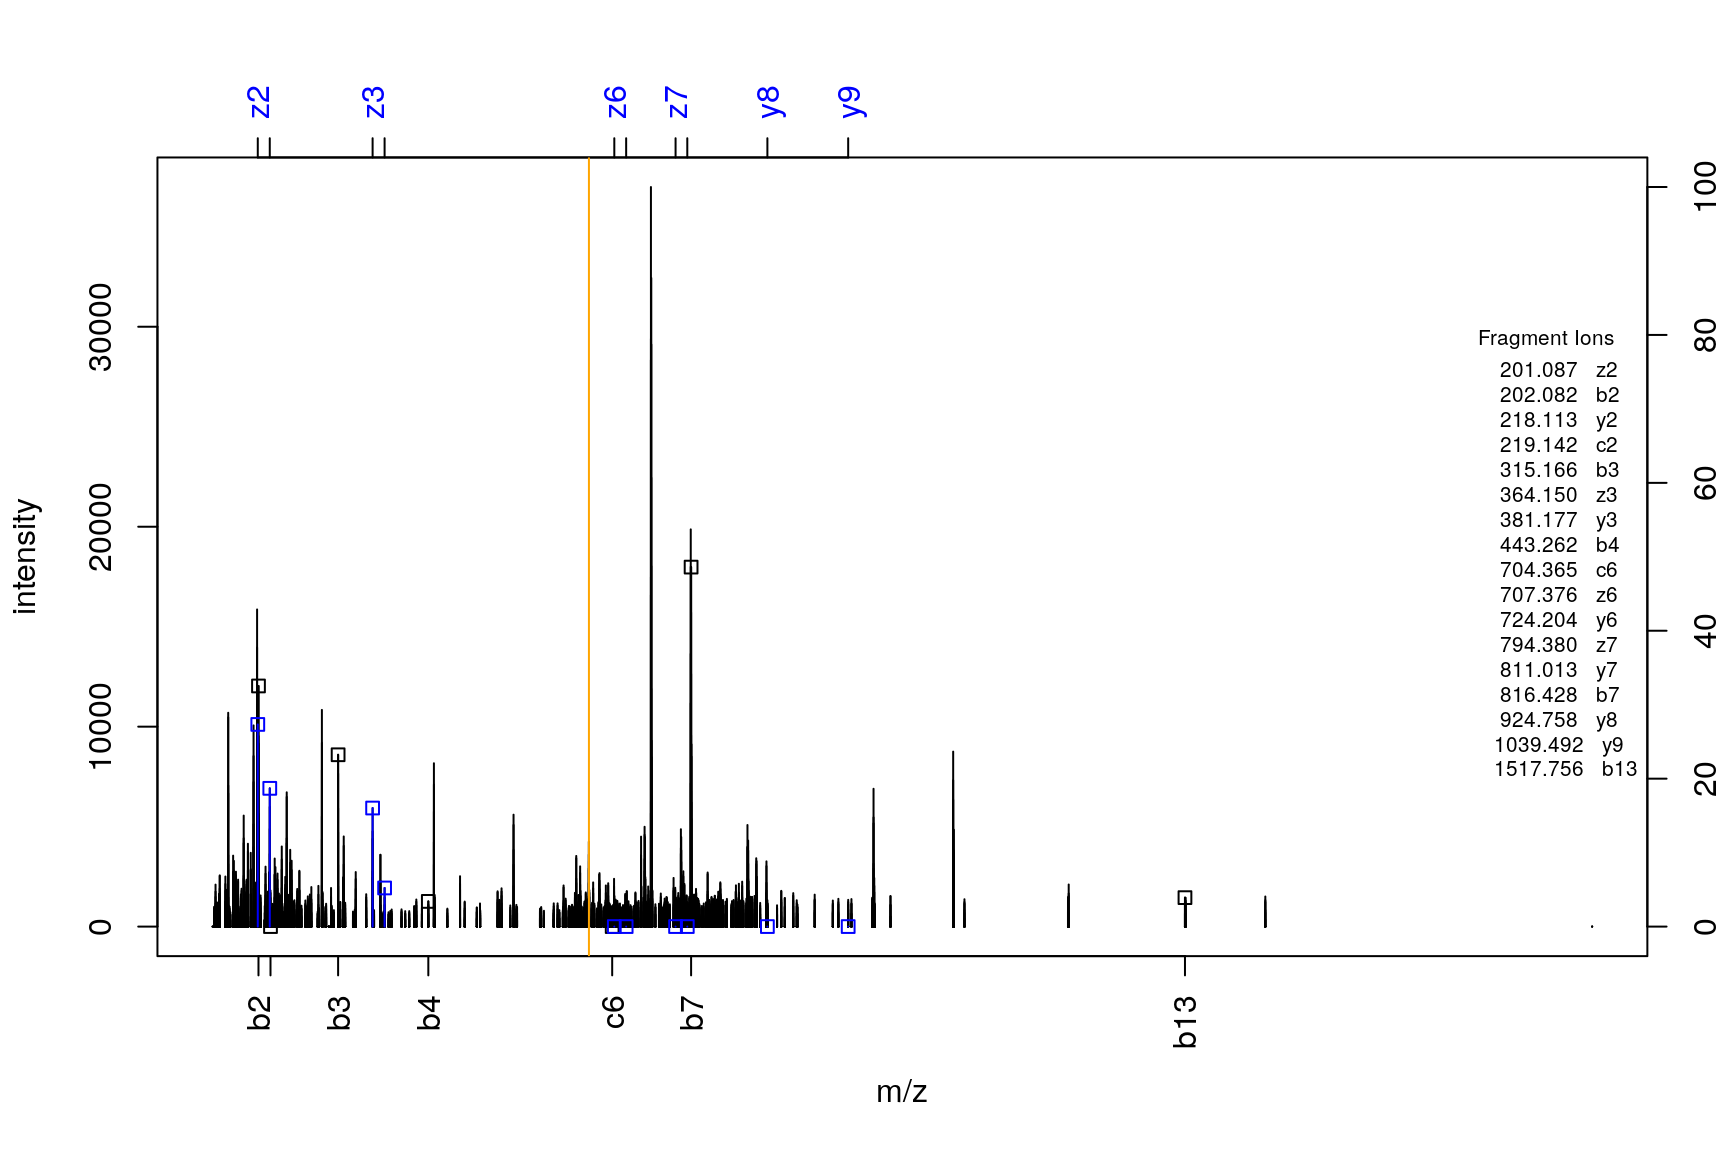 z2 z3 z6 z7 y8 y9
intensity
0 10000 20000 30000
0 20 40 60 80 100
Fragment Ions
201.087 z2
202.082 b2
218.113 y2
219.142 c2
315.166 b3
364.150 z3
381.177 y3
443.262 b4
704.365 c6
707.376 z6
724.204 y6
794.380 z7
811.013 y7
816.428 b7
924.758 y8
1039.492 y9
1517.756 b13
b2 b3 b4 c6 b7 b13
m/z